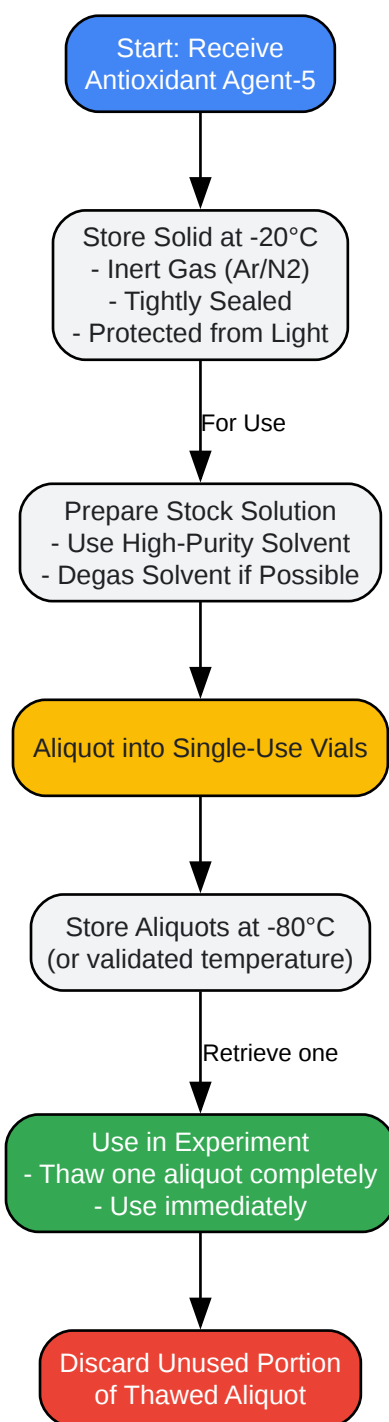 Start: Receive
Antioxidant Agent-5
Store Solid at -20°C
- Inert Gas (Ar/N2)
- Tightly Sealed
- Protected from Light
For Use
Prepare Stock Solution
- Use High-Purity Solvent
- Degas Solvent if Possible
Aliquot into Single-Use Vials
Store Aliquots at -80°C
(or validated temperature)
Retrieve one
Use in Experiment
- Thaw one aliquot completely
- Use immediately
Discard Unused Portion
of Thawed Aliquot